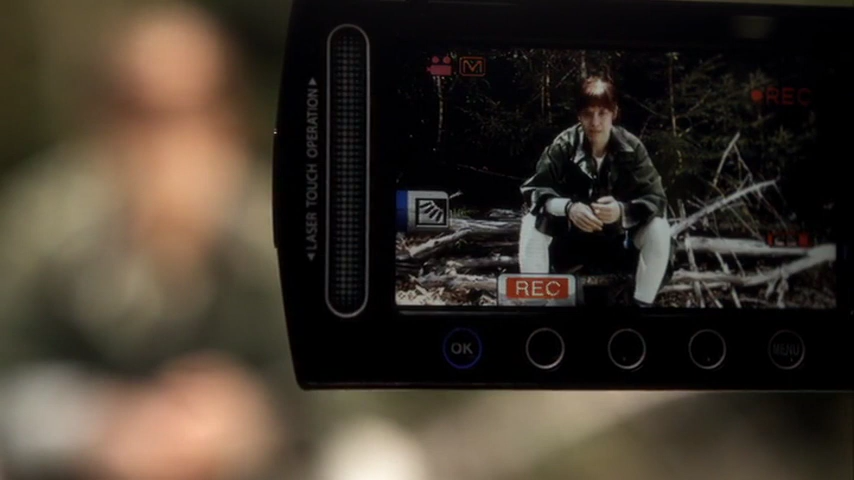 ◄LASER TOUCH OPERATION►
M
●REC
REC
OK
MENU